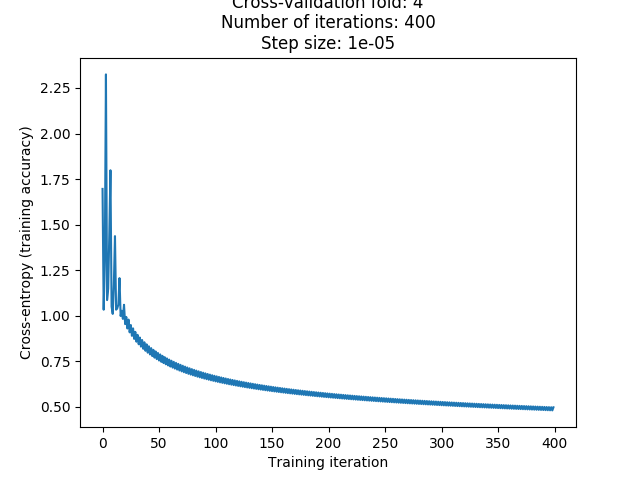 Cross-validation fold: 4
Number of iterations: 400
Step size: 1e-05
2.25
2.00
1.75
1.50
1.25
1.00
0.75
0.50
Cross-entropy (training accuracy)
0 50 100 150 200 250 300 350 400
Training iteration